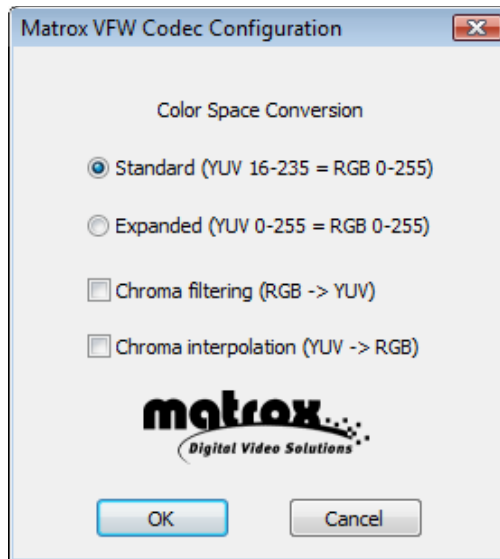 Matrox VFW Codec Configuration
Color Space Conversion
Standard (YUV 16-235 = RGB 0-255)
Expanded (YUV 0-255 = RGB 0-255)
Chroma filtering (RGB -> YUV)
Chroma interpolation (YUV -> RGB)
matrox
Digital Video Solutions
OK Cancel